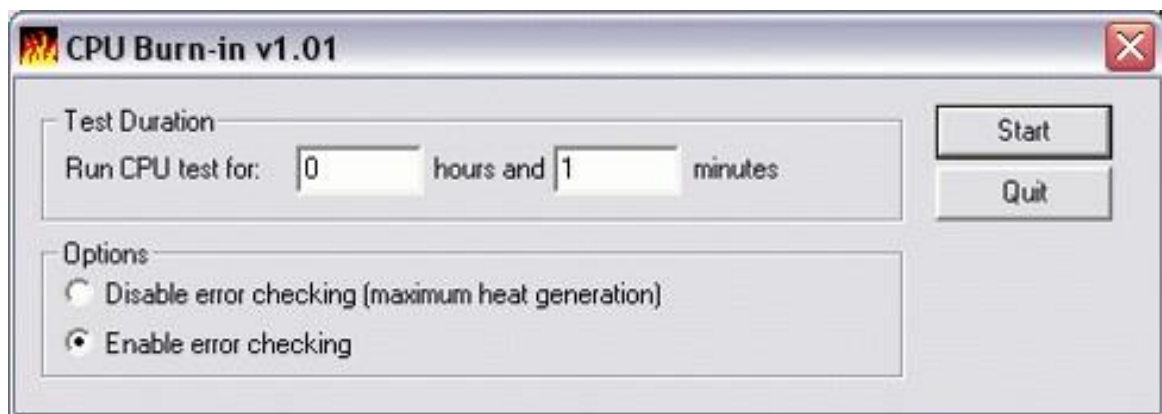 CPU Burn-in v1.01
Test Duration
Run CPU test for: 0 hours and 1 minutes
Start
Quit
Options
Disable error checking (maximum heat generation)
Enable error checking